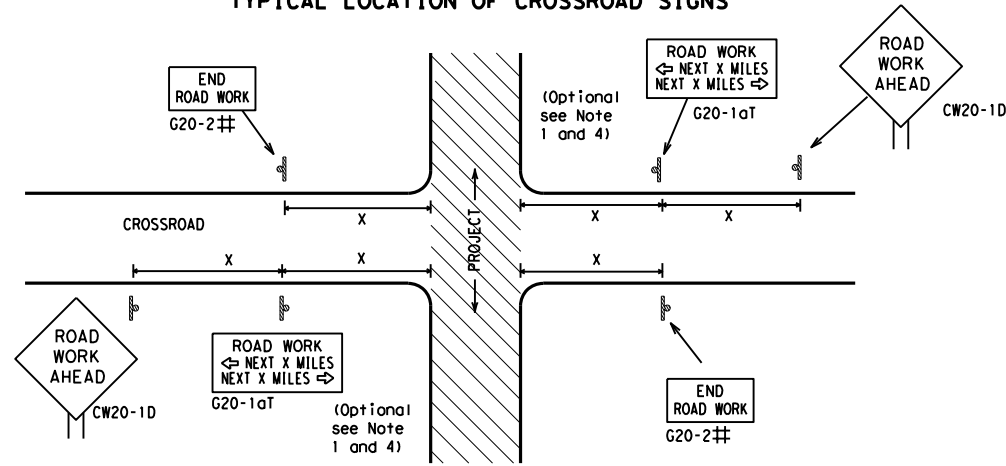 TYPICAL LOCATION OF CROSSROAD SIGNS
END
ROAD WORK
G20-2#
(Optional
see Note
1 and 4)
ROAD WORK
⇦ NEXT X MILES
NEXT X MILES ⇨
G20-1aT
ROAD
WORK
AHEAD
CW20-1D
X
X
X
CROSSROAD
PROJECT
X
X
X
ROAD
WORK
AHEAD
CW20-1D
ROAD WORK
⇦ NEXT X MILES
NEXT X MILES ⇨
G20-1aT
(Optional
see Note
1 and 4)
END
ROAD WORK
G20-2#